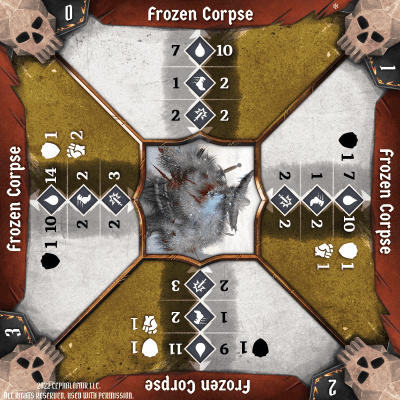 0
Frozen Corpse
7 10
1 2
2 2
1
Frozen Corpse
1 7 10 1
1 2 1
2 2
2
Frozen Corpse
1 9 11 1
1 2 1
2 3
3
Frozen Corpse
1 10 14 1
2 2 2
2 3
2022 CEPHALOFAIR LLC.
ALL RIGHTS RESERVED. USED WITH PERMISSION.